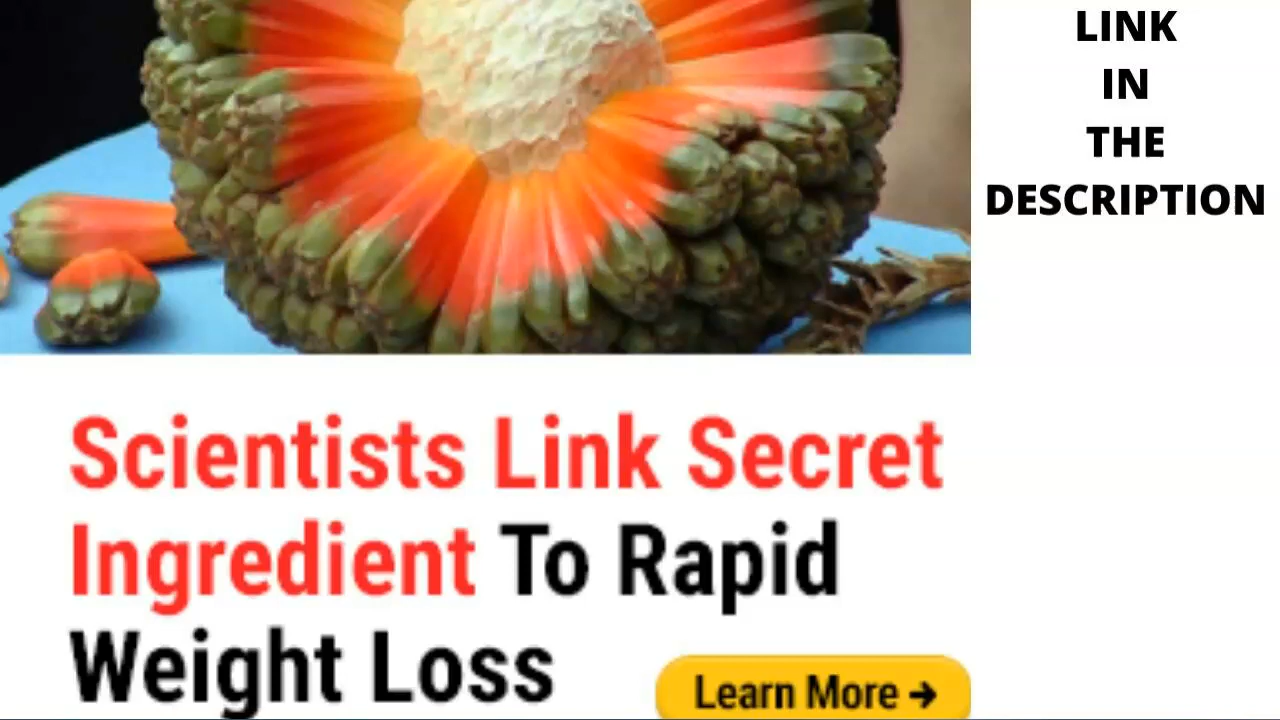 LINK
IN
THE
DESCRIPTION
Scientists Link Secret
Ingredient To Rapid
Weight Loss
Learn More →